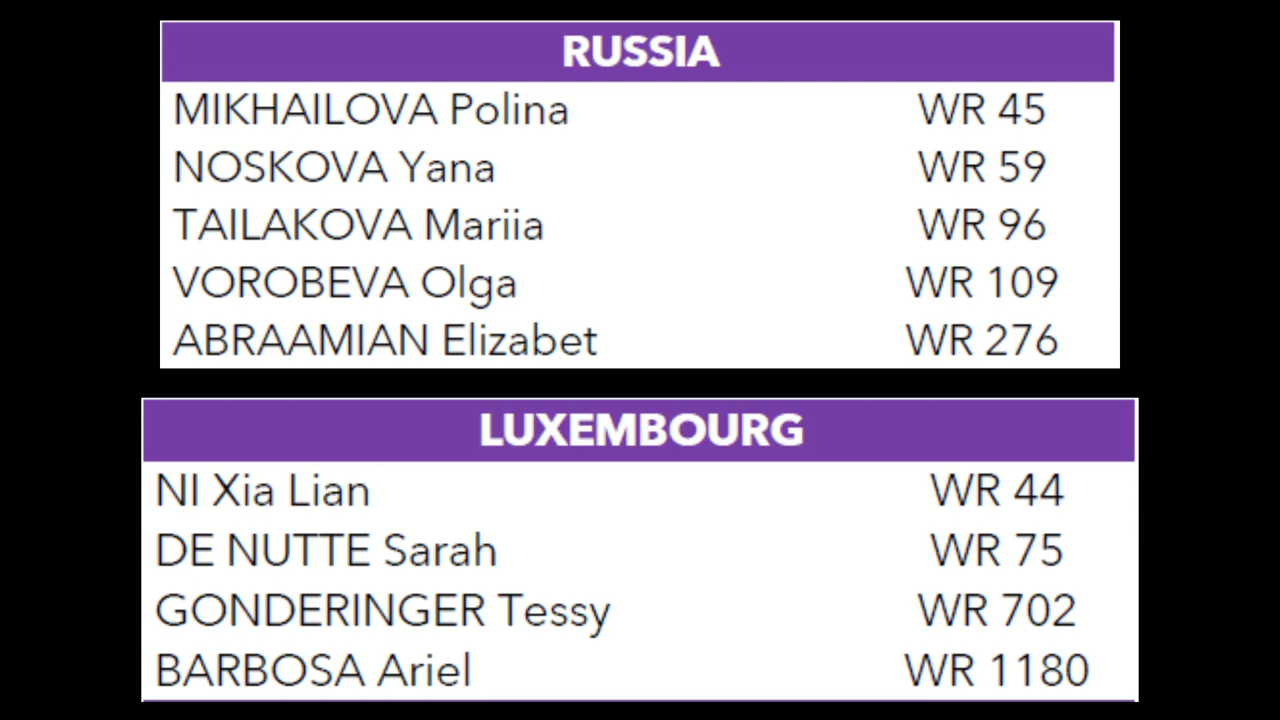 RUSSIA
MIKHAILOVA Polina WR 45
NOSKOVA Yana WR 59
TAILAKOVA Mariia WR 96
VOROBEVA Olga WR 109
ABRAAMIAN Elizabet WR 276
LUXEMBOURG
NI Xia Lian WR 44
DE NUTTE Sarah WR 75
GONDERINGER Tessy WR 702
BARBOSA Ariel WR 1180